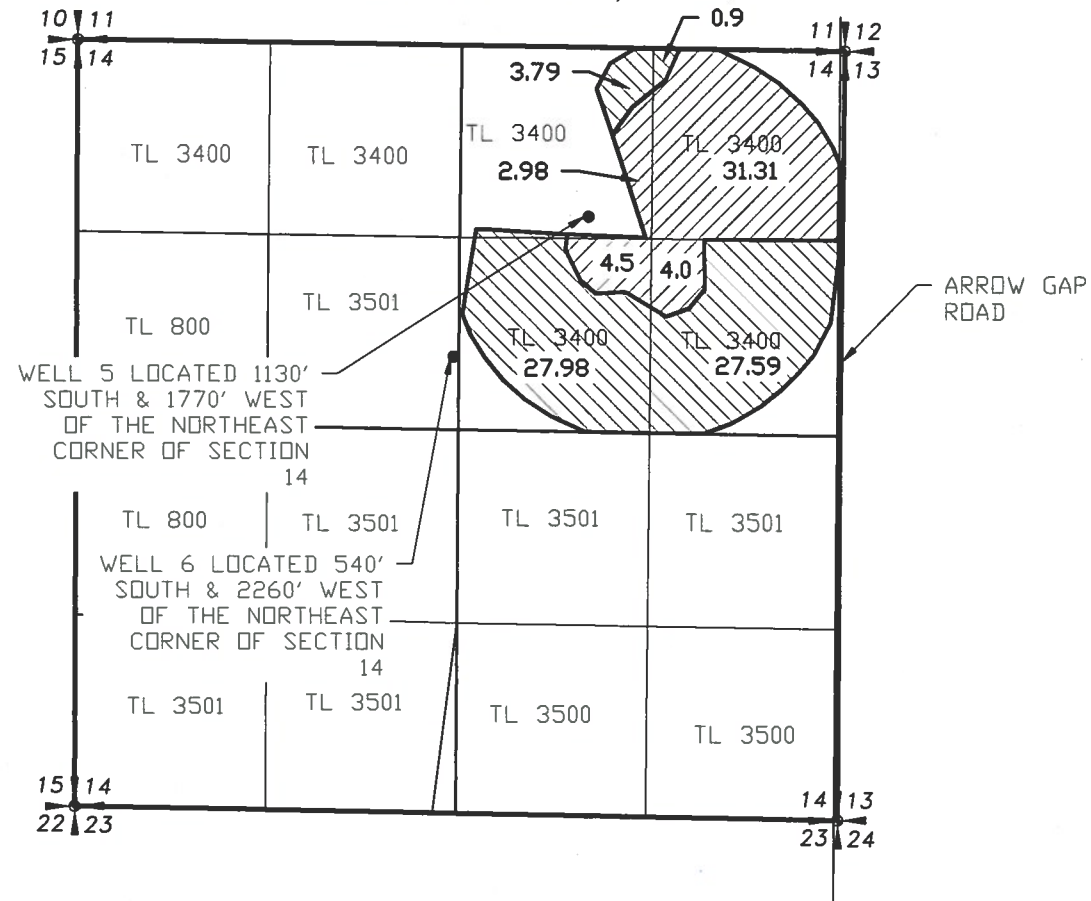 0.9
10 11
11 12
15 14
14 13
3.79
TL 3400
TL 3400
TL 3400
2.98
TL 3400
31.31
4.5
4.0
TL 3501
TL 800
ARROW GAP
ROAD
TL 3400
27.98
TL 3400
27.59
WELL 5 LOCATED 1130'
SOUTH & 1770' WEST
OF THE NORTHEAST
CORNER OF SECTION
14
TL 800
TL 3501
TL 3501
TL 3501
WELL 6 LOCATED 540'
SOUTH & 2260' WEST
OF THE NORTHEAST
CORNER OF SECTION
14
TL 3501
TL 3501
TL 3500
TL 3500
15 14
14 13
22 23
23 24